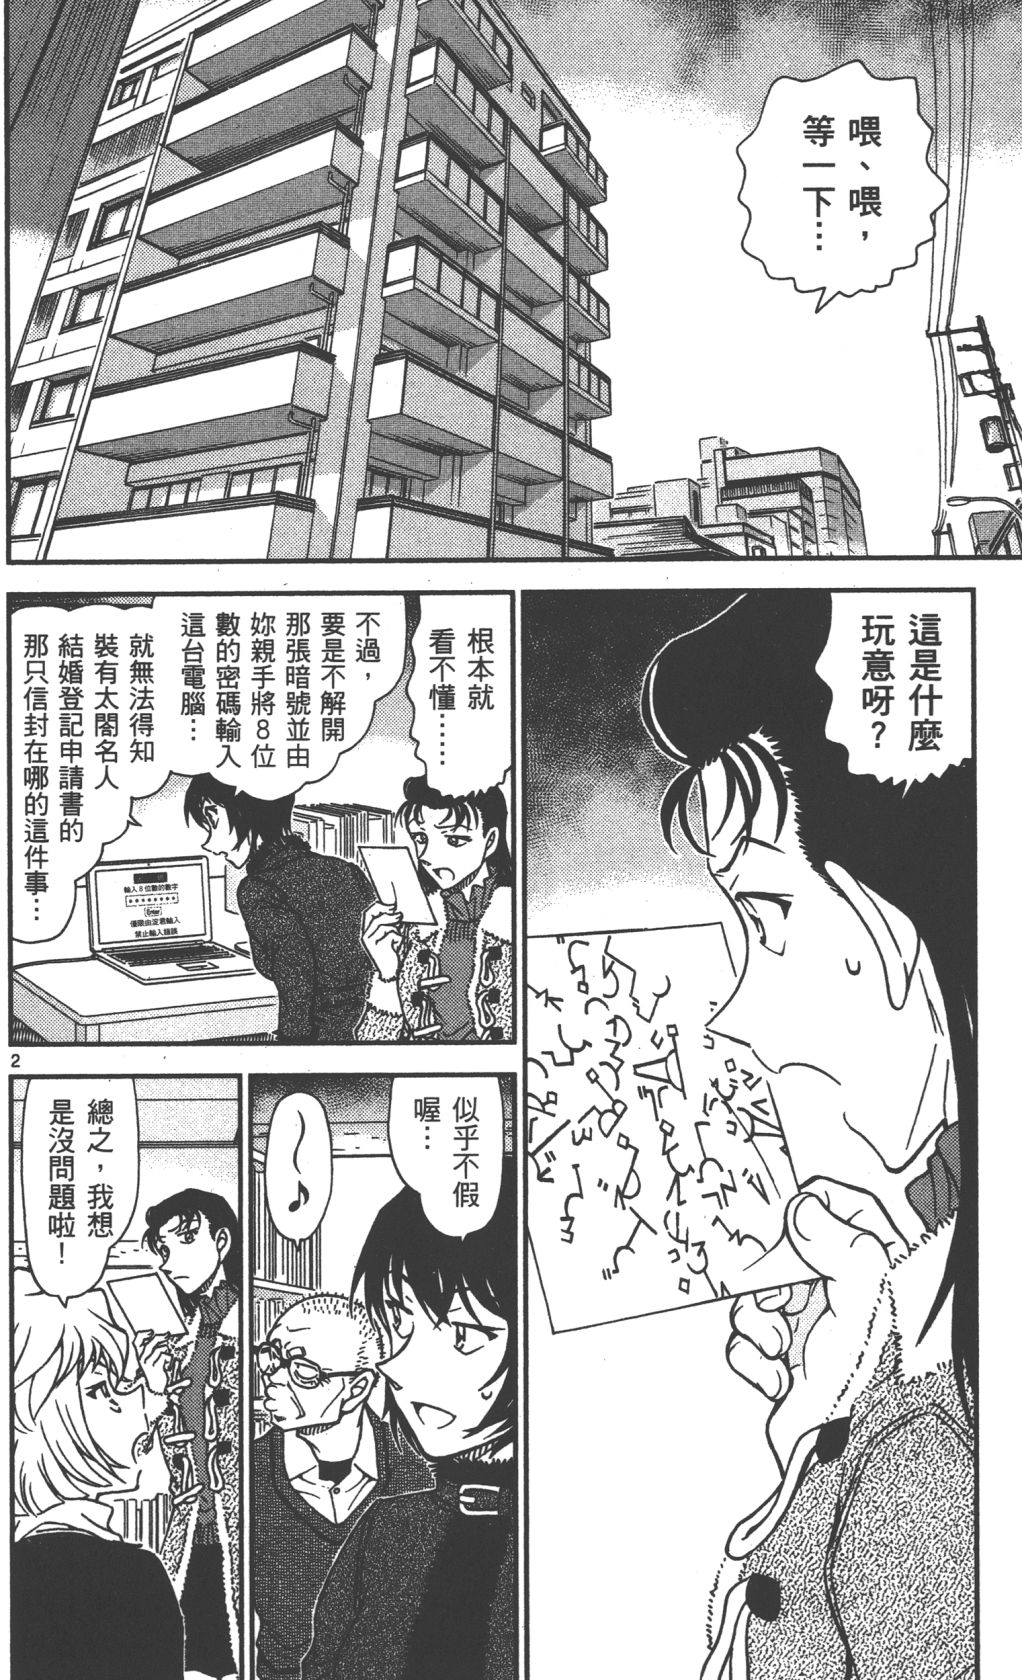 喂、喂，
等一下…
這是什麼
玩意呀？
根本就
看不懂……
不過，
要是不解開
那張暗號並由
妳親手將8位
數的密碼輸入
這台電腦…
就無法得知
裝有太閤名人
結婚登記申請書的
那只信封在哪的這件事…
輸入8位數的數字
********
Enter
僅限由淀君輸入
禁止輸入錯誤
2
似乎不假
喔…
♪
總之，我想
是沒問題啦！